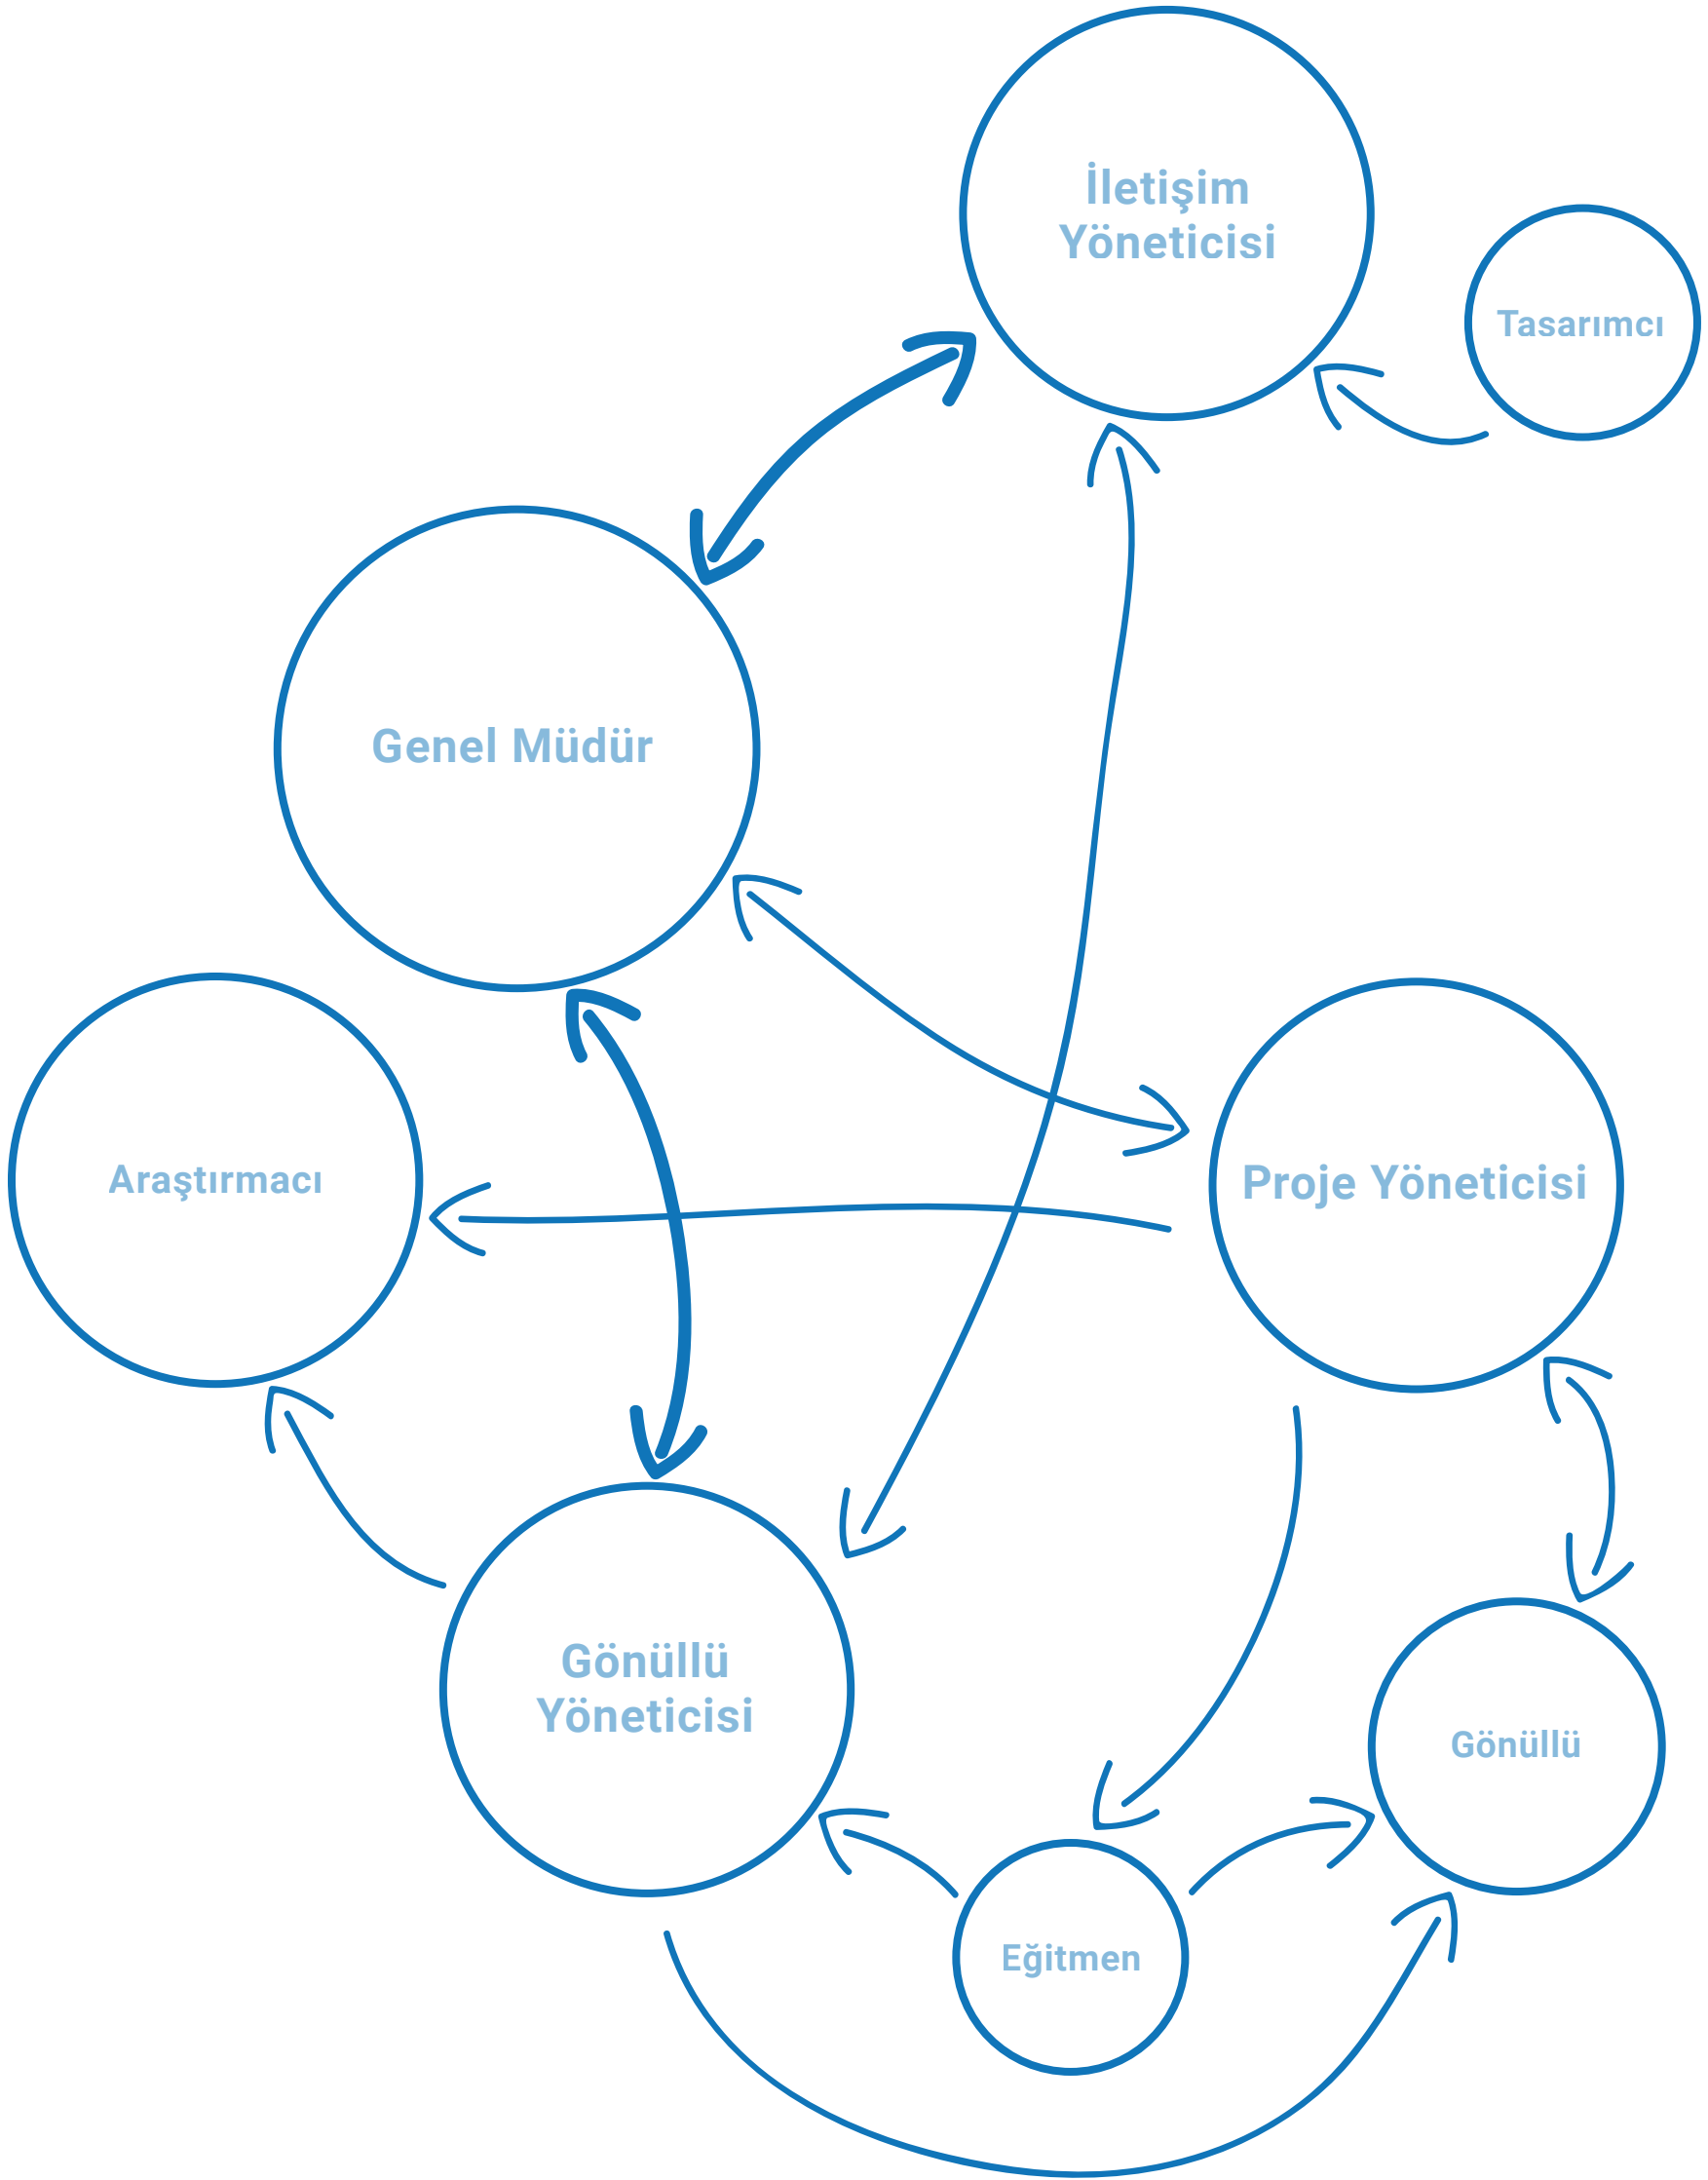 İletişim
Yöneticisi
Tasarımcı
Genel Müdür
Araştırmacı
Proje Yöneticisi
Gönüllü
Yöneticisi
Gönüllü
Eğitmen